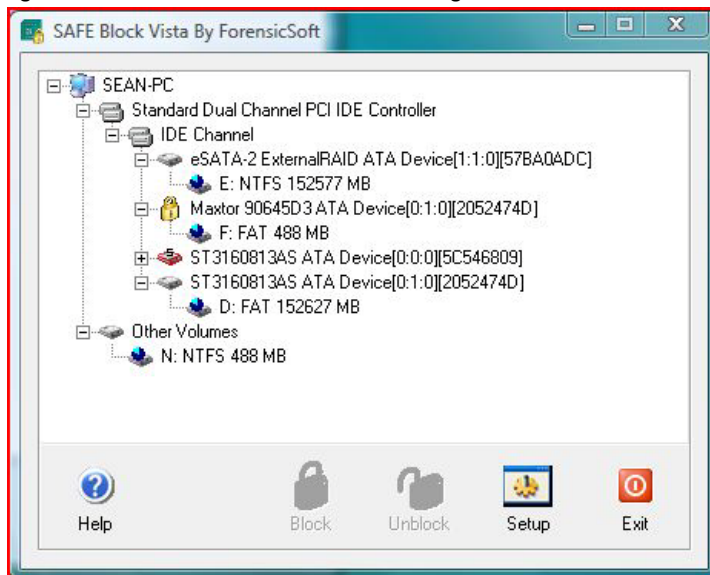 SAFE Block Vista By ForensicSoft
SEAN-PC
Standard Dual Channel PCI IDE Controller
IDE Channel
eSATA-2 ExternalRAID ATA Device[1:1:0][57BA0ADC]
E: NTFS 152577 MB
Maxtor 90645D3 ATA Device[0:1:0][2052474D]
F: FAT 488 MB
ST3160813AS ATA Device[0:0:0][5C546809]
ST3160813AS ATA Device[0:1:0][2052474D]
D: FAT 152627 MB
Other Volumes
N: NTFS 488 MB
Help
Block
Unblock
Setup
Exit